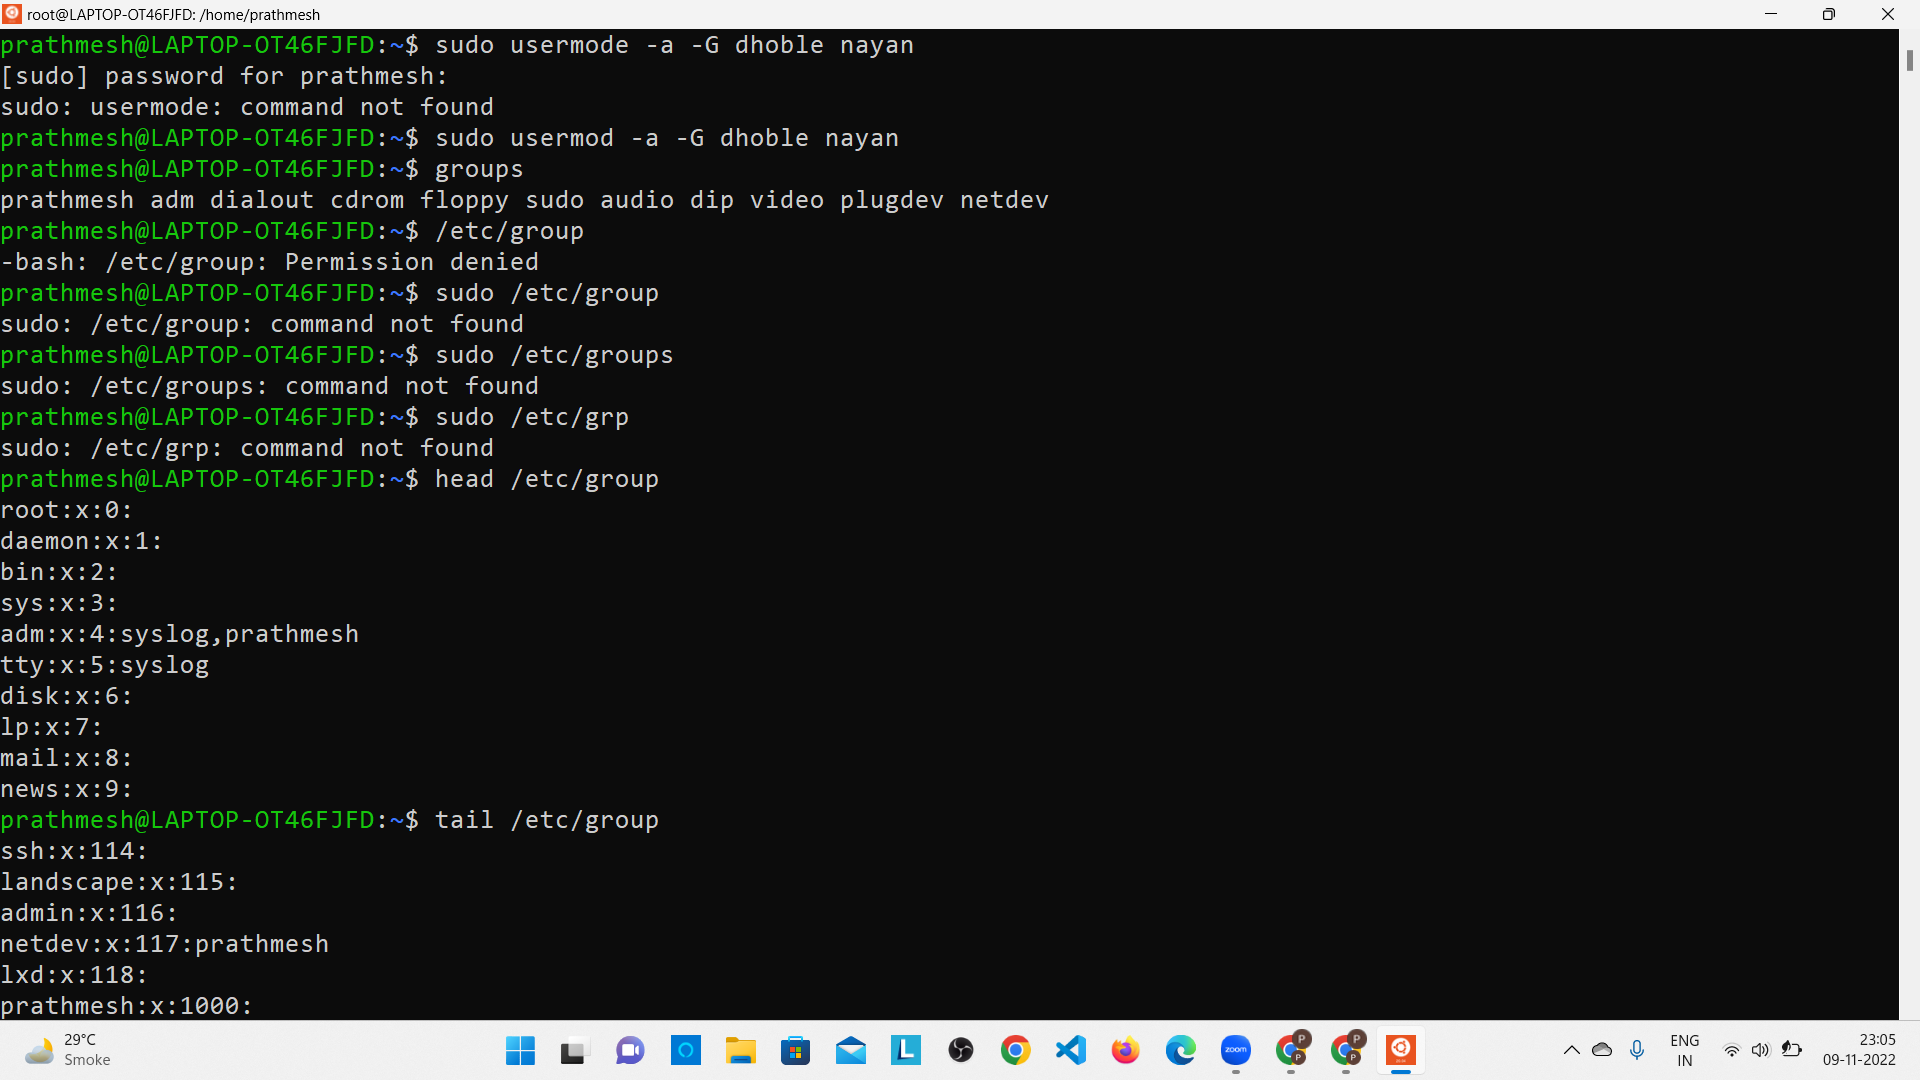 root@LAPTOP-OT46FJFD: /home/prathmesh
prathmesh@LAPTOP-OT46FJFD:~$ sudo usermode -a -G dhoble nayan
[sudo] password for prathmesh:
sudo: usermode: command not found
prathmesh@LAPTOP-OT46FJFD:~$ sudo usermod -a -G dhoble nayan
prathmesh@LAPTOP-OT46FJFD:~$ groups
prathmesh adm dialout cdrom floppy sudo audio dip video plugdev netdev
prathmesh@LAPTOP-OT46FJFD:~$ /etc/group
-bash: /etc/group: Permission denied
prathmesh@LAPTOP-OT46FJFD:~$ sudo /etc/group
sudo: /etc/group: command not found
prathmesh@LAPTOP-OT46FJFD:~$ sudo /etc/groups
sudo: /etc/groups: command not found
prathmesh@LAPTOP-OT46FJFD:~$ sudo /etc/grp
sudo: /etc/grp: command not found
prathmesh@LAPTOP-OT46FJFD:~$ head /etc/group
root:x:0:
daemon:x:1:
bin:x:2:
sys:x:3:
adm:x:4:syslog,prathmesh
tty:x:5:syslog
disk:x:6:
lp:x:7:
mail:x:8:
news:x:9:
prathmesh@LAPTOP-OT46FJFD:~$ tail /etc/group
ssh:x:114:
landscape:x:115:
admin:x:116:
netdev:x:117:prathmesh
lxd:x:118:
prathmesh:x:1000:
29°C
Smoke
L
zoom
P
P
P
P
ENG
IN
23:05
09-11-2022